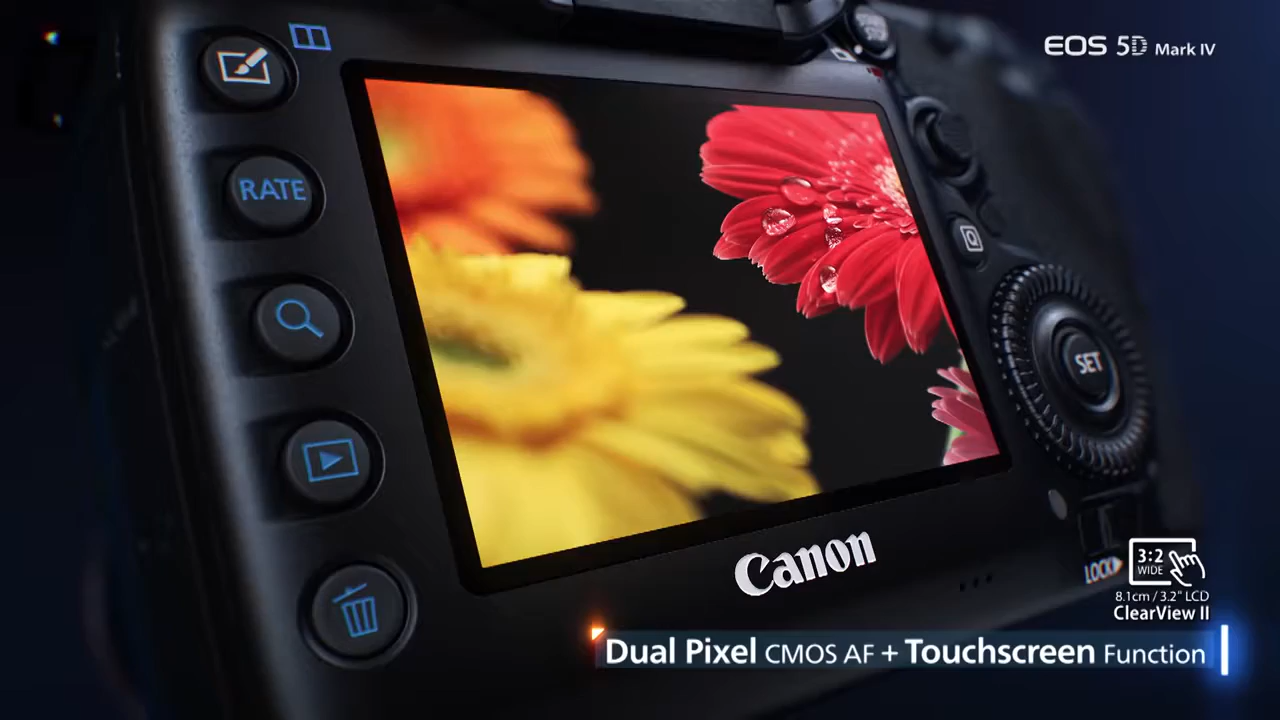 EOS 5D Mark IV
RATE
Q
SET
Canon
LOCK
3:2
WIDE
8.1cm / 3.2" LCD
ClearView II
Dual Pixel CMOS AF + Touchscreen Function